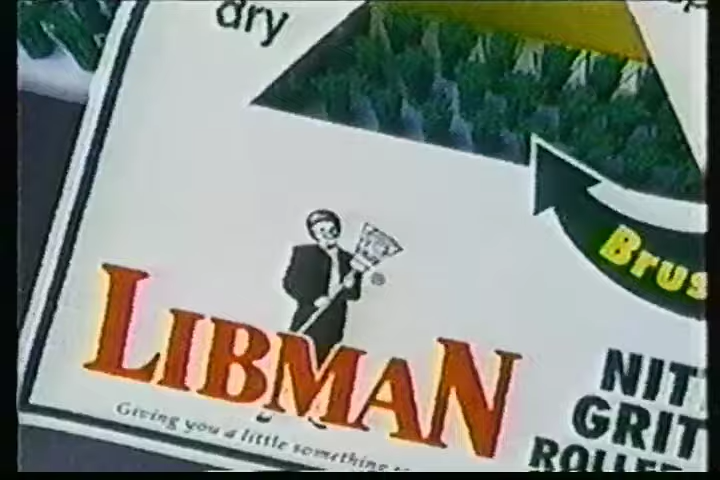 dry
Brus
LIBMAN
Giving you a little something
NIT
GRIT
ROLLE